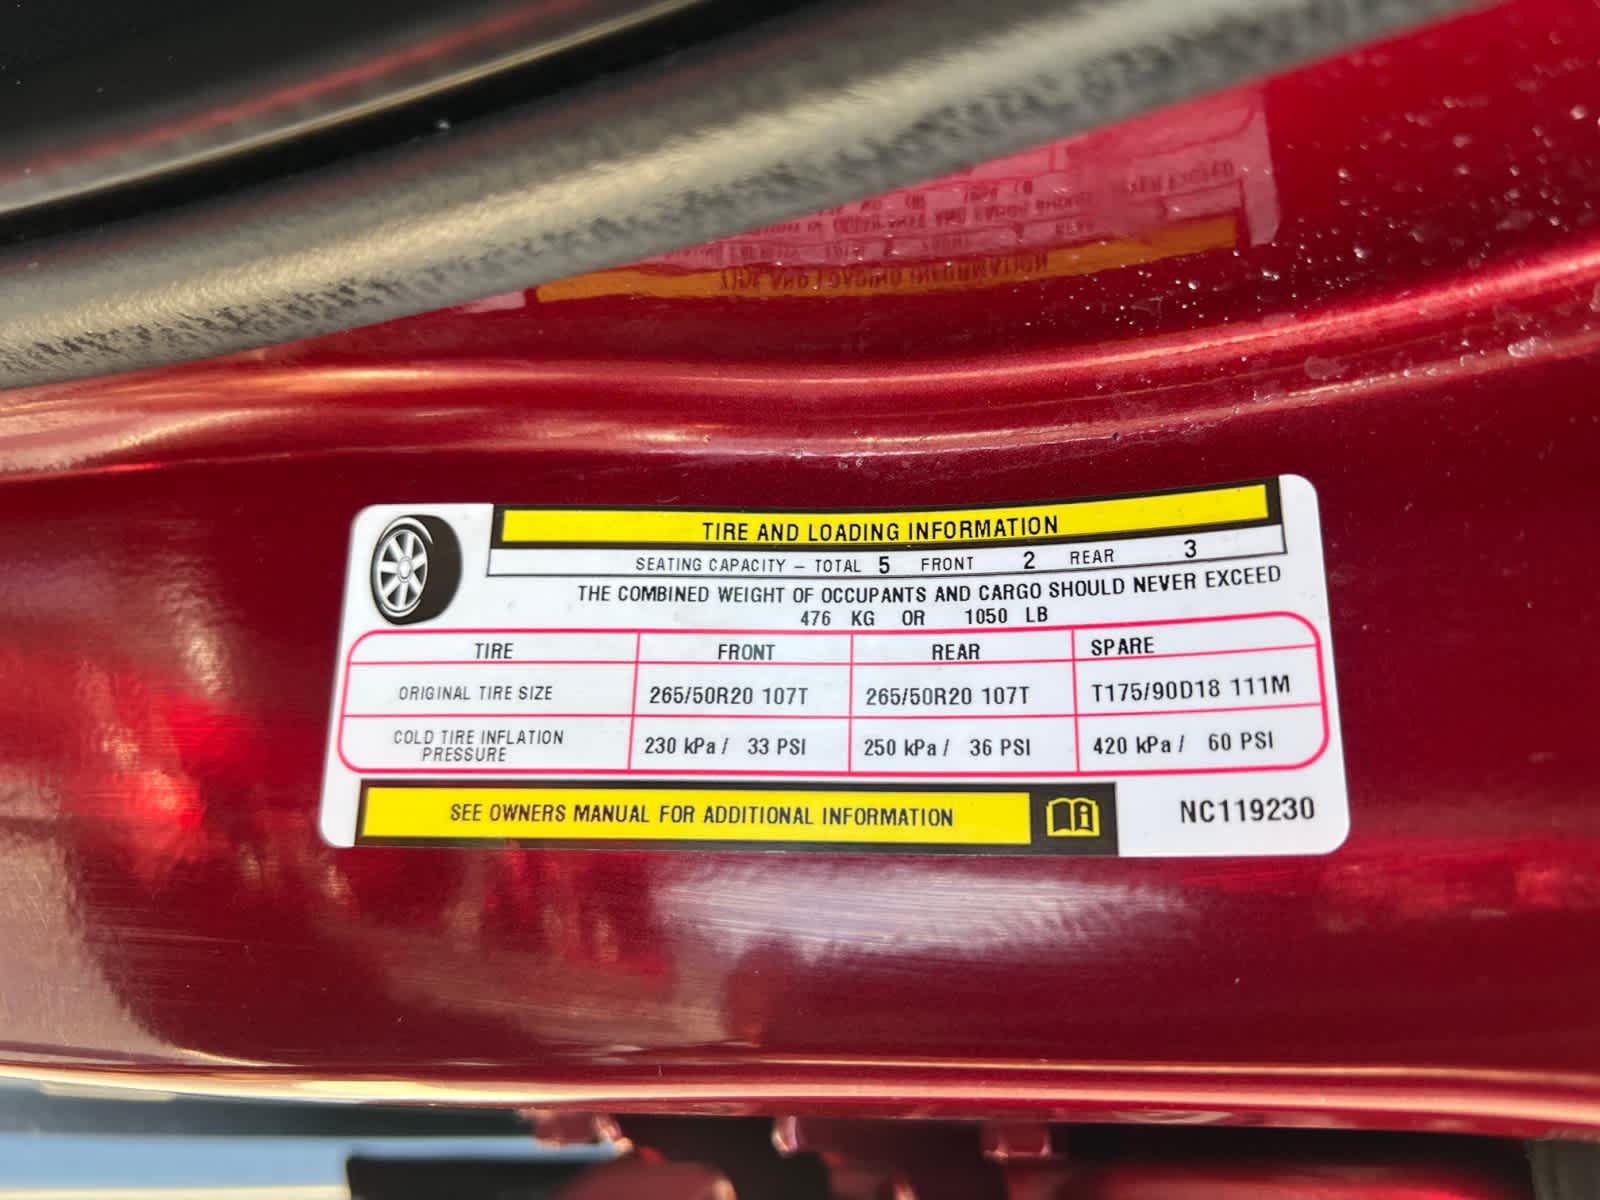 TIRE AND LOADING INFORMATION
SEATING CAPACITY – TOTAL 5 FRONT 2 REAR 3
THE COMBINED WEIGHT OF OCCUPANTS AND CARGO SHOULD NEVER EXCEED
476 KG OR 1050 LB
TIRE FRONT REAR SPARE
ORIGINAL TIRE SIZE 265/50R20 107T 265/50R20 107T T175/90D18 111M
COLD TIRE INFLATION
PRESSURE 230 kPa / 33 PSI 250 kPa / 36 PSI 420 kPa / 60 PSI
SEE OWNERS MANUAL FOR ADDITIONAL INFORMATION
NC119230